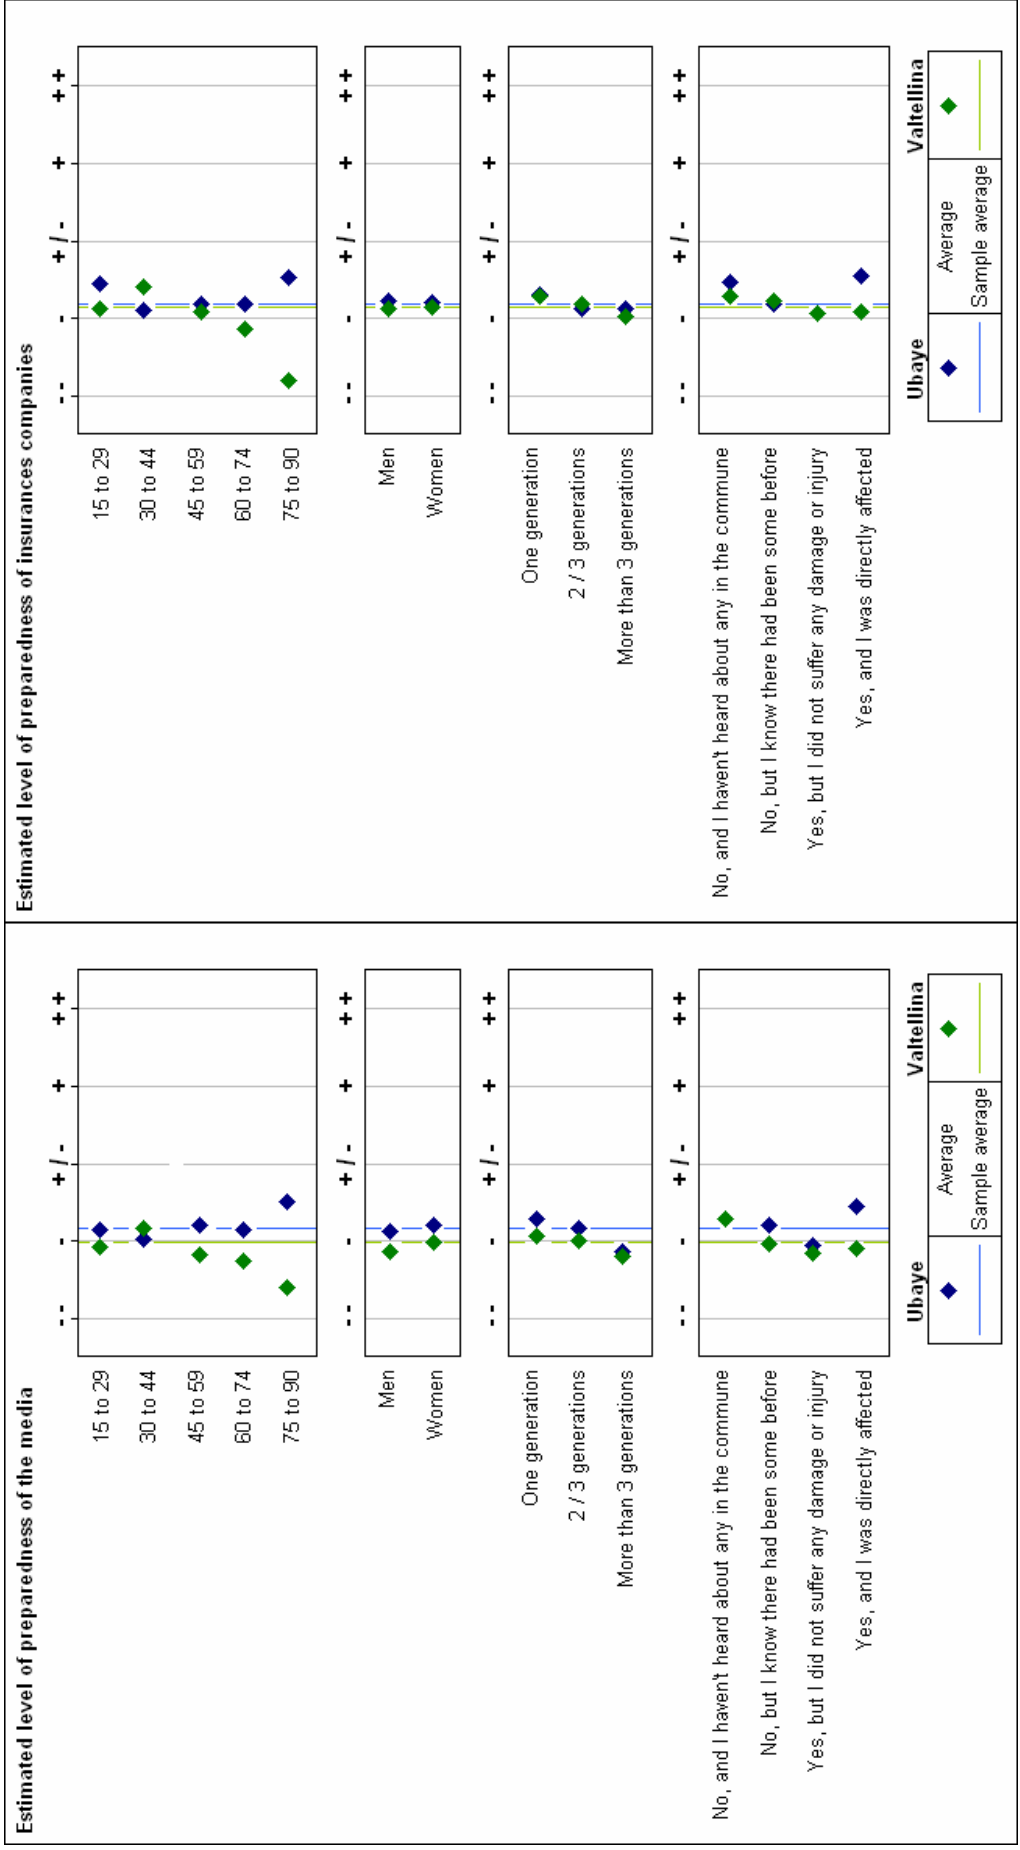 Estimated level of preparedness of the media
- - - +/- + ++
15 to 29
30 to 44
45 to 59
60 to 74
75 to 90
- - - +/- + ++
Men
Women
- - - +/- + ++
One generation
2 / 3 generations
More than 3 generations
- - - +/- + ++
No, and I haven't heard about any in the commune
No, but I know there had been some before
Yes, but I did not suffer any damage or injury
Yes, and I was directly affected
Ubaye Valtellina
Average
Sample average
Estimated level of preparedness of insurances companies
- - - +/- + ++
15 to 29
30 to 44
45 to 59
60 to 74
75 to 90
- - - +/- + ++
Men
Women
- - - +/- + ++
One generation
2 / 3 generations
More than 3 generations
- - - +/- + ++
No, and I haven't heard about any in the commune
No, but I know there had been some before
Yes, but I did not suffer any damage or injury
Yes, and I was directly affected
Ubaye Valtellina
Average
Sample average